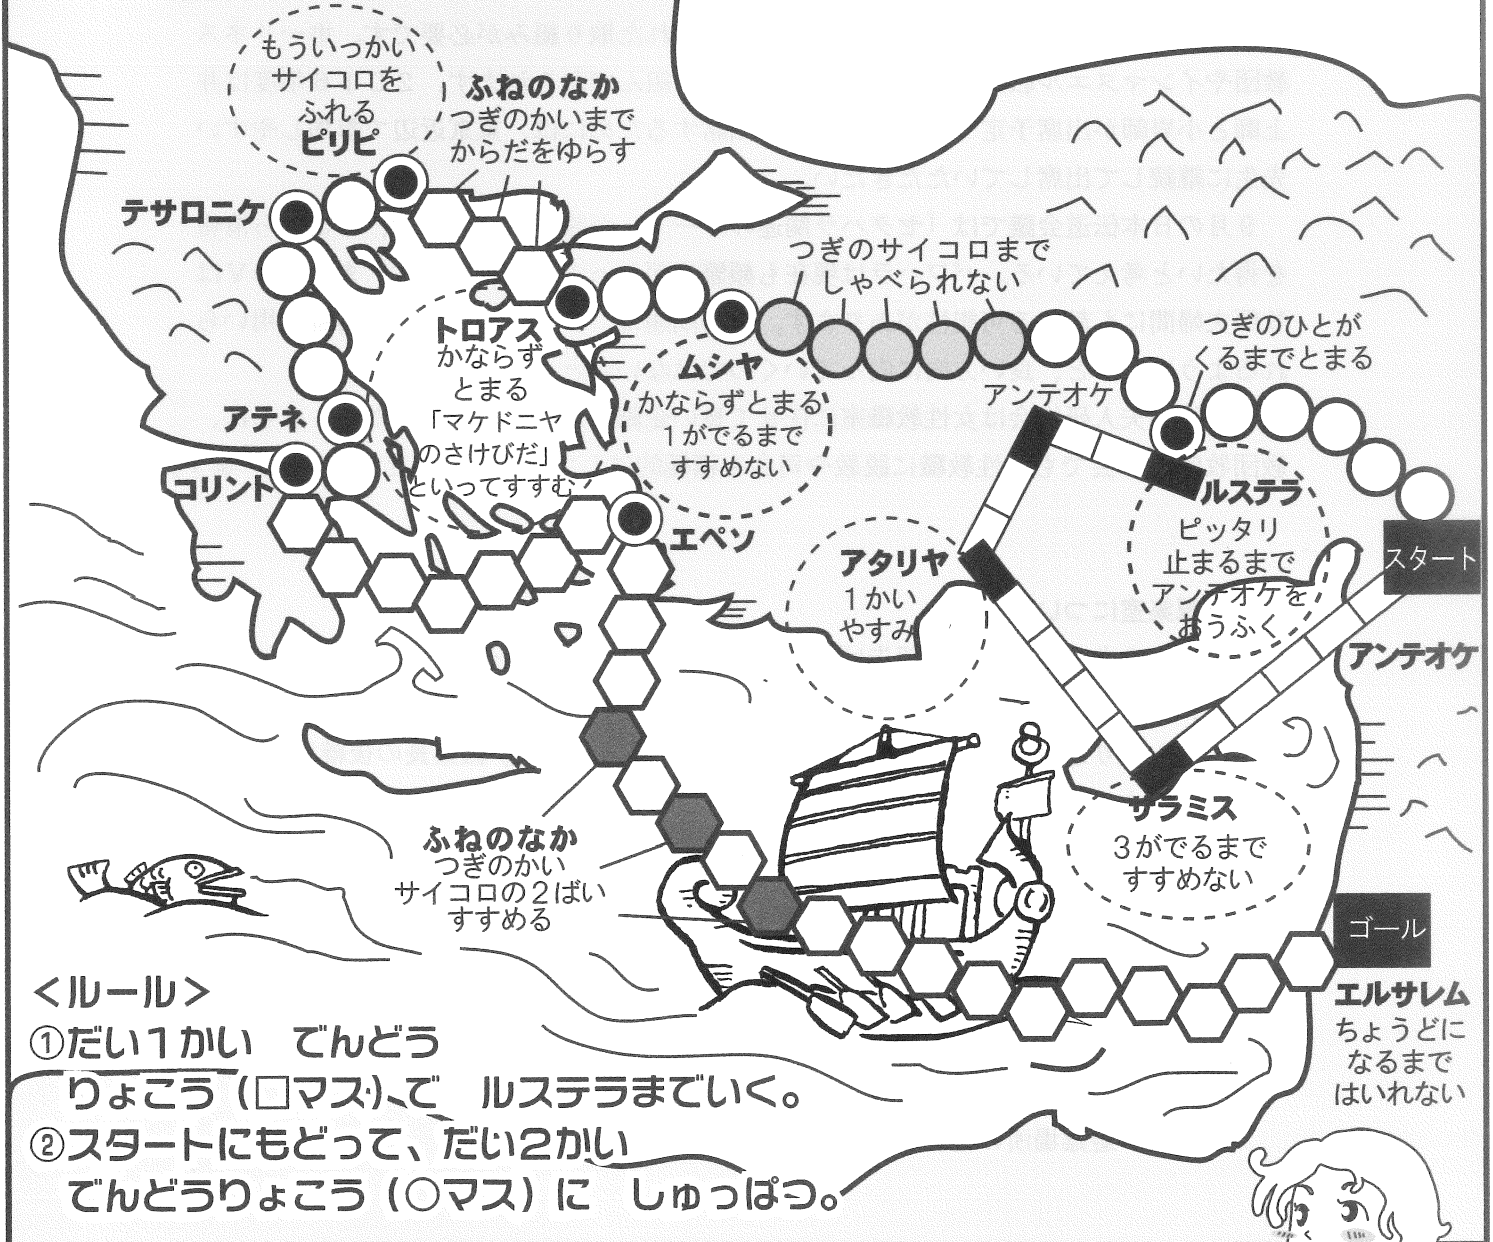 もういっかい
サイコロを
ふれる
ピリピ
ふねのなか
つぎのかいまで
からだをゆらす
テサロニケ
つぎのサイコロまで
しゃべられない
トロアス
かならず
とまる
「マケドニヤ
のさけびだ」
といってすすむ
ムシヤ
かならずとまる
1がでるまで
すすめない
つぎのひとが
くるまでとまる
アンテオケ
アテネ
コリント
エペソ
ルステラ
ピッタリ
止まるまで
アンテオケを
おうふく
スタート
アンテオケ
アタリヤ
1かい
やすみ
サラミス
3がでるまで
すすめない
ふねのなか
つぎのかい
サイコロの2ばい
すすめる
ゴール
エルサレム
ちょうどに
なるまで
はいれない
＜ルール＞
①だい1かい　でんどう
りょこう（□マス）で　ルステラまでいく。
②スタートにもどって、だい2かい
でんどうりょこう（○マス）に　しゅっぱつ。